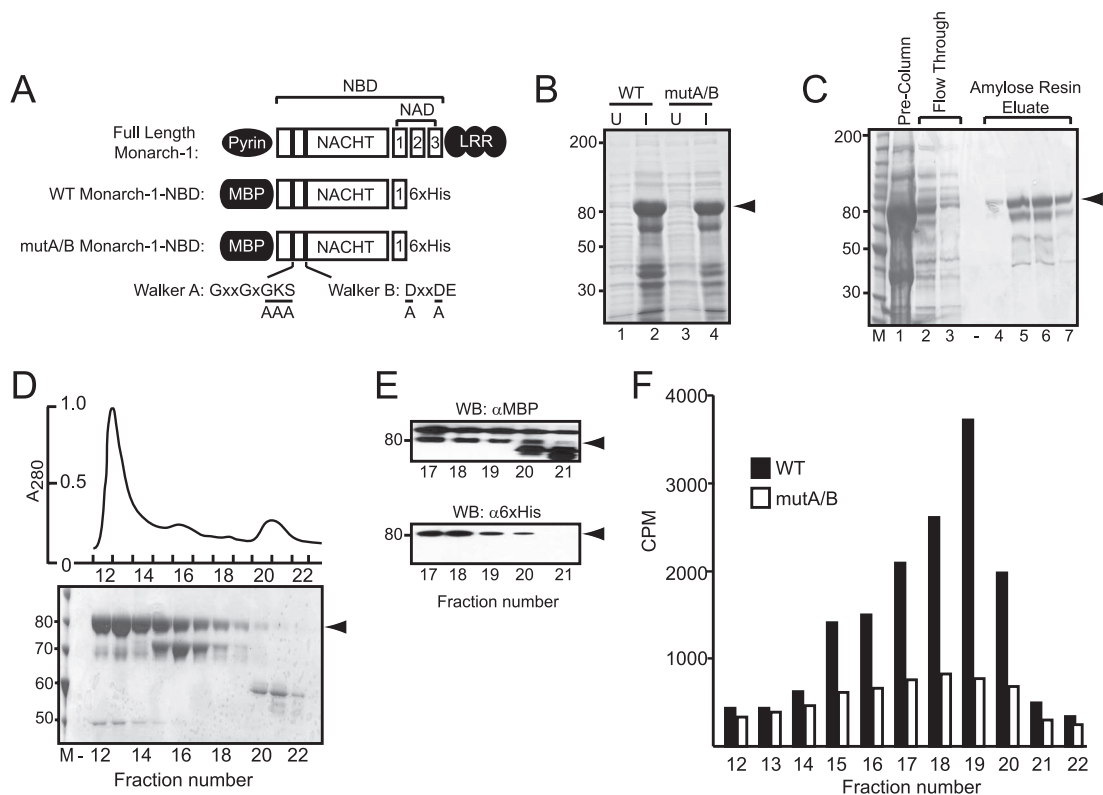 A
NBD
NAD
Full Length
Monarch-1:
Pyrin
NACHT
1
2
3
LRR
WT Monarch-1-NBD:
MBP
NACHT
1
6xHis
mutA/B Monarch-1-NBD:
MBP
NACHT
1
6xHis
Walker A: GxxGxGKS
AAA
Walker B: DxxDE
A A
B
WT mutA/B
U I U I
200
80
50
30
1 2 3 4
C
Pre-Column
Flow Through
Amylose Resin
Eluate
200
80
50
30
M 1 2 3 - 4 5 6 7
D
A280
1.0
0.5
0
12 14 16 18 20 22
80
70
60
50
M - 12 14 16 18 20 22
Fraction number
E
WB: αMBP
80
17 18 19 20 21
WB: α6xHis
80
17 18 19 20 21
Fraction number
F
4000
3000
2000
1000
CPM
WT
mutA/B
12 13 14 15 16 17 18 19 20 21 22
Fraction number